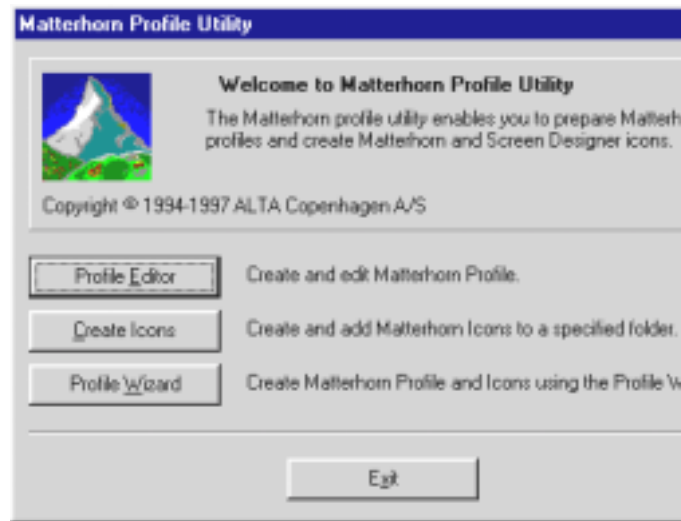 Matterhorn Profile Utility
Welcome to Matterhorn Profile Utility
The Matterhorn profile utility enables you to prepare Matterh
profiles and create Matterhorn and Screen Designer icons.
Copyright © 1994-1997 ALTA Copenhagen A/S
Profile Editor Create and edit Matterhorn Profile.
Create Icons Create and add Matterhorn Icons to a specified folder.
Profile Wizard Create Matterhorn Profile and Icons using the Profile W
Exit